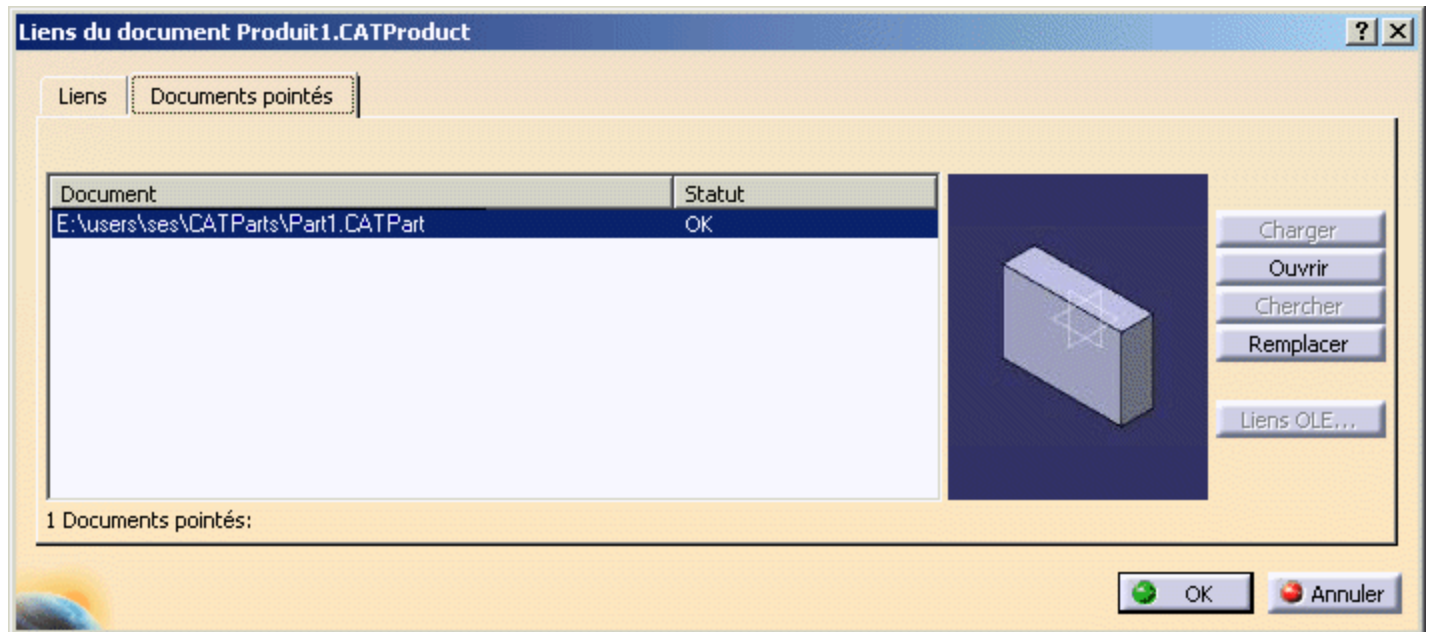 Liens du document Produit1.CATProduct
Liens Documents pointés
Document Statut
E:\users\ses\CATParts\Part1.CATPart OK
Charger
Ouvrir
Chercher
Remplacer
Liens OLE...
1 Documents pointés:
OK Annuler